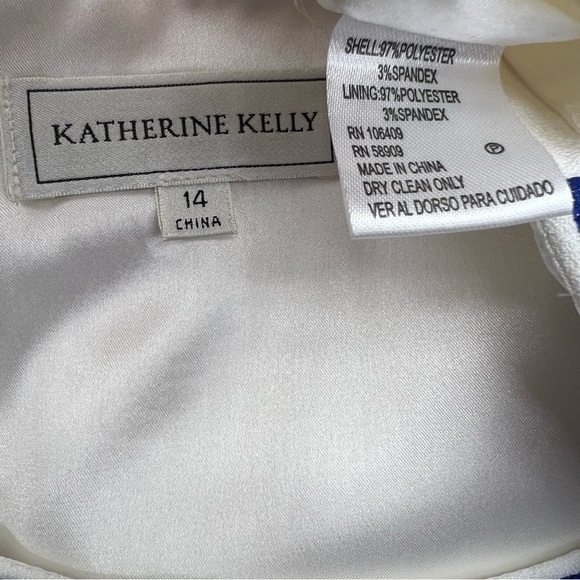 KATHERINE KELLY
14
CHINA
SHELL:97%POLYESTER
3%SPANDEX
LINING:97%POLYESTER
3%SPANDEX
RN 106409
RN 58909
P
MADE IN CHINA
DRY CLEAN ONLY
VER AL DORSO PARA CUIDADO